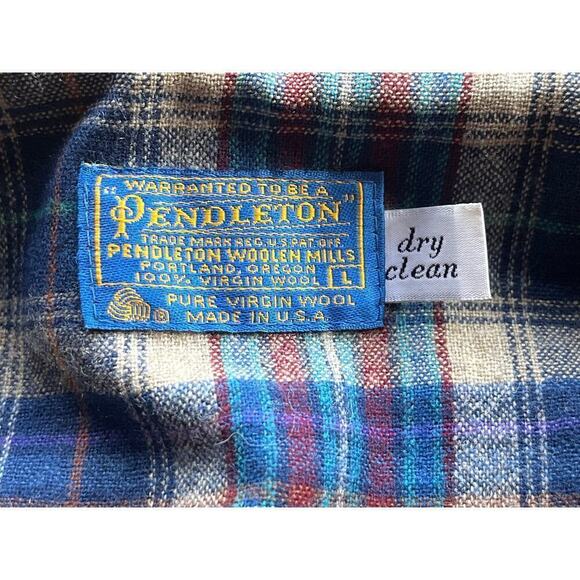 WARRANTED TO BE A
"PENDLETON"
TRADE MARK REG. U.S. PAT. OFF.
PENDLETON WOOLEN MILLS
PORTLAND, OREGON
100% VIRGIN WOOL L
® PURE VIRGIN WOOL
MADE IN U.S.A.
dry
clean